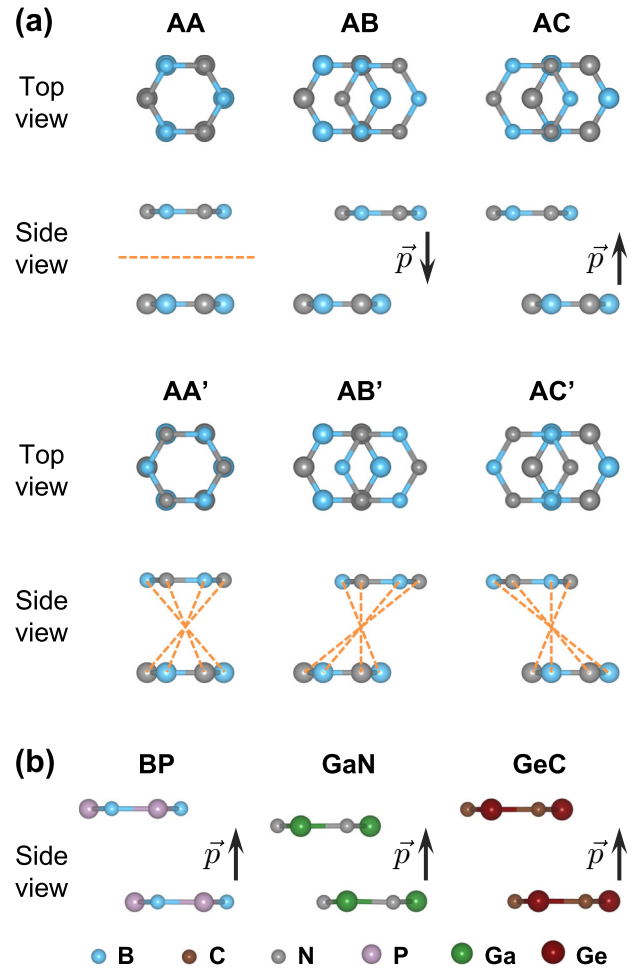 (a)
AA AB AC
Top view
Side view
p⃗ p⃗
AA' AB' AC'
Top view
Side view
(b)
BP GaN GeC
Side view
p⃗ p⃗ p⃗
B C N P Ga Ge